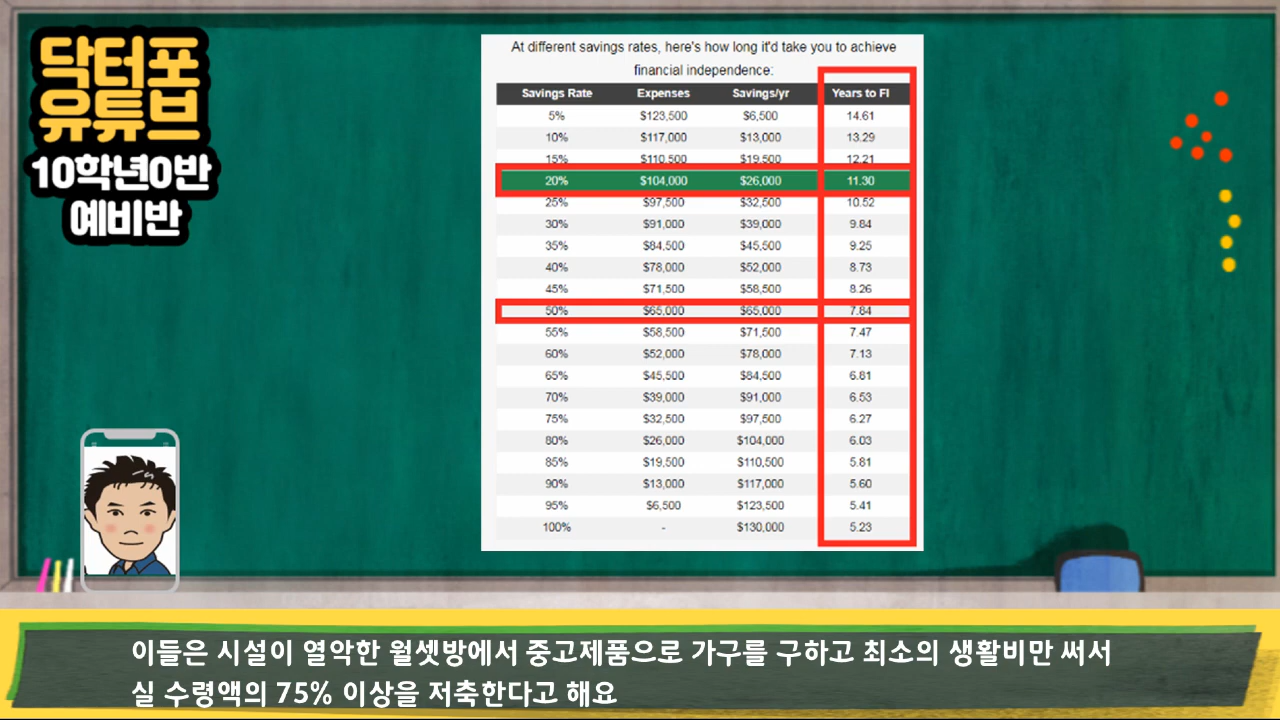 닥터포
유튜브
10학년0반
예비반
At different savings rates, here's how long it'd take you to achieve
financial independence:
Savings Rate Expenses Savings/yr Years to FI
5% $123,500 $6,500 14.61
10% $117,000 $13,000 13.29
15% $110,500 $19,500 12.21
20% $104,000 $26,000 11.30
25% $97,500 $32,500 10.52
30% $91,000 $39,000 9.84
35% $84,500 $45,500 9.25
40% $78,000 $52,000 8.73
45% $71,500 $58,500 8.26
50% $65,000 $65,000 7.84
55% $58,500 $71,500 7.47
60% $52,000 $78,000 7.13
65% $45,500 $84,500 6.81
70% $39,000 $91,000 6.53
75% $32,500 $97,500 6.27
80% $26,000 $104,000 6.03
85% $19,500 $110,500 5.81
90% $13,000 $117,000 5.60
95% $6,500 $123,500 5.41
100% - $130,000 5.23
이들은 시설이 열악한 월셋방에서 중고제품으로 가구를 구하고 최소의 생활비만 써서
실 수령액의 75% 이상을 저축한다고 해요